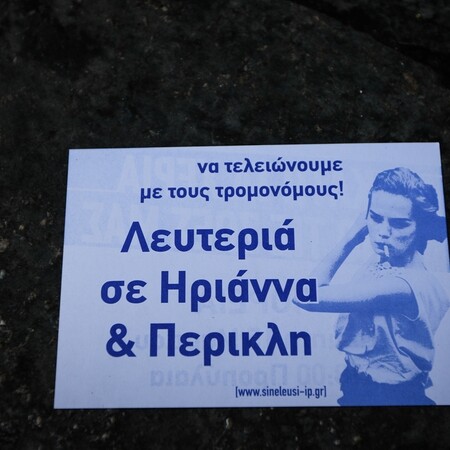 να τελειώνουμε
με τους τρομονόμους!
Λευτεριά
σε Ηριάννα
& Περικλη
[www.sineleusi-ip.gr]